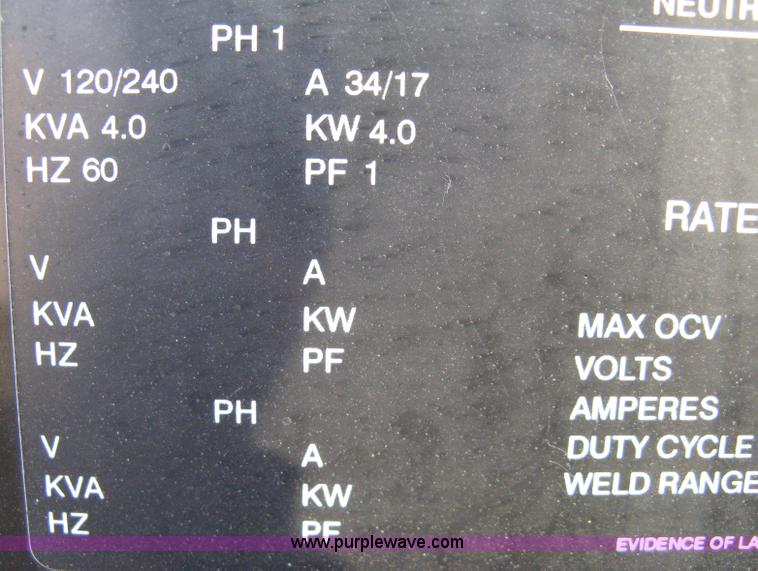 NEUTR
PH 1
V 120/240 A 34/17
KVA 4.0 KW 4.0
HZ 60 PF 1
RATE
PH
V A
KVA KW
HZ PF
MAX OCV
VOLTS
AMPERES
PH
DUTY CYCLE
V A
WELD RANGE
KVA KW
HZ PF
www.purplewave.com
EVIDENCE OF LA